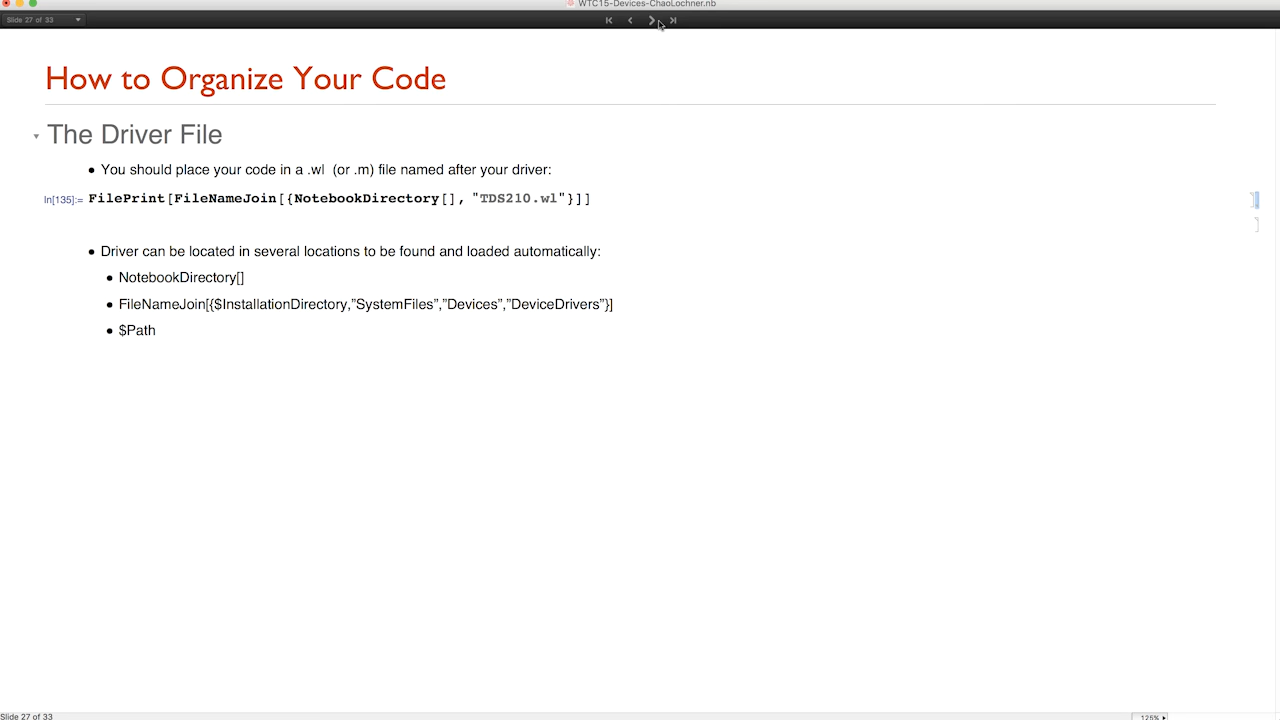 WTC15-Devices-ChaoLochner.nb
Slide 27 of 33
How to Organize Your Code
The Driver File
• You should place your code in a .wl (or .m) file named after your driver:
In[135]:= FilePrint[FileNameJoin[{NotebookDirectory[], "TDS210.wl"}]]
• Driver can be located in several locations to be found and loaded automatically:
• NotebookDirectory[]
• FileNameJoin[{$InstallationDirectory,”SystemFiles”,”Devices”,”DeviceDrivers”}]
• $Path
Slide 27 of 33
125%